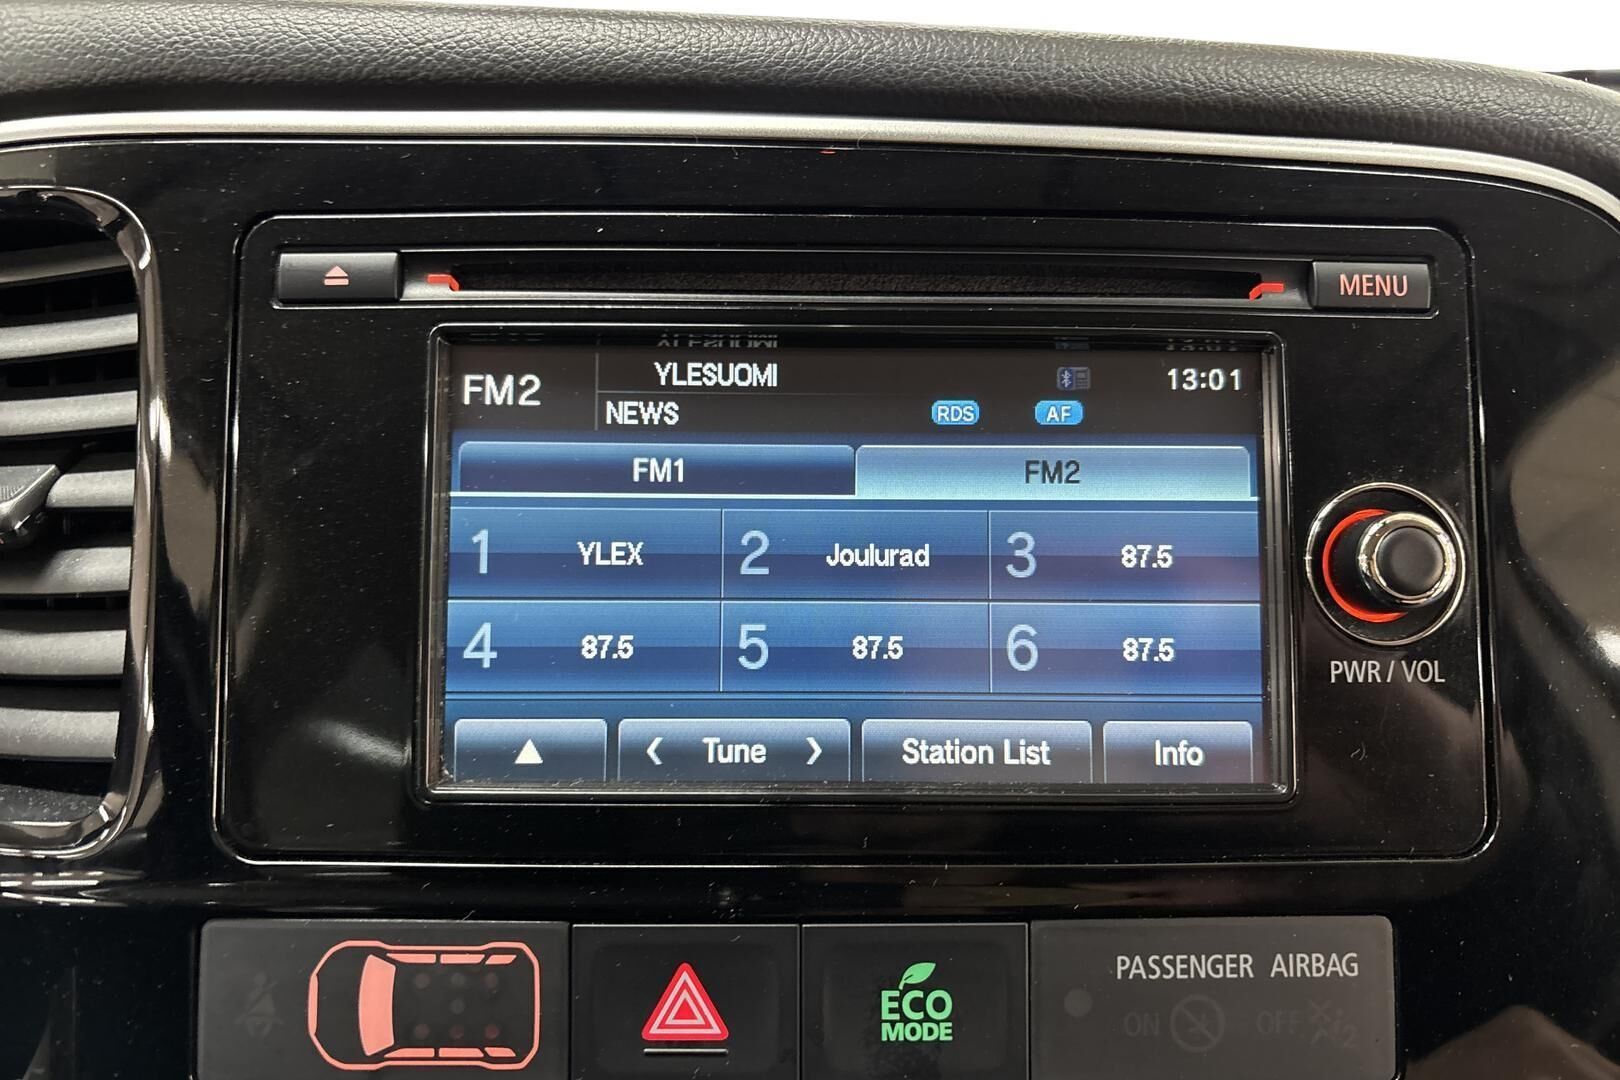 MENU
FM2 YLESUOMI 13:01
NEWS RDS AF
FM1 FM2
1 YLEX 2 Joulurad 3 87.5
4 87.5 5 87.5 6 87.5
Tune Station List Info
PWR / VOL
PASSENGER AIRBAG
ECO
MODE
ON OFF